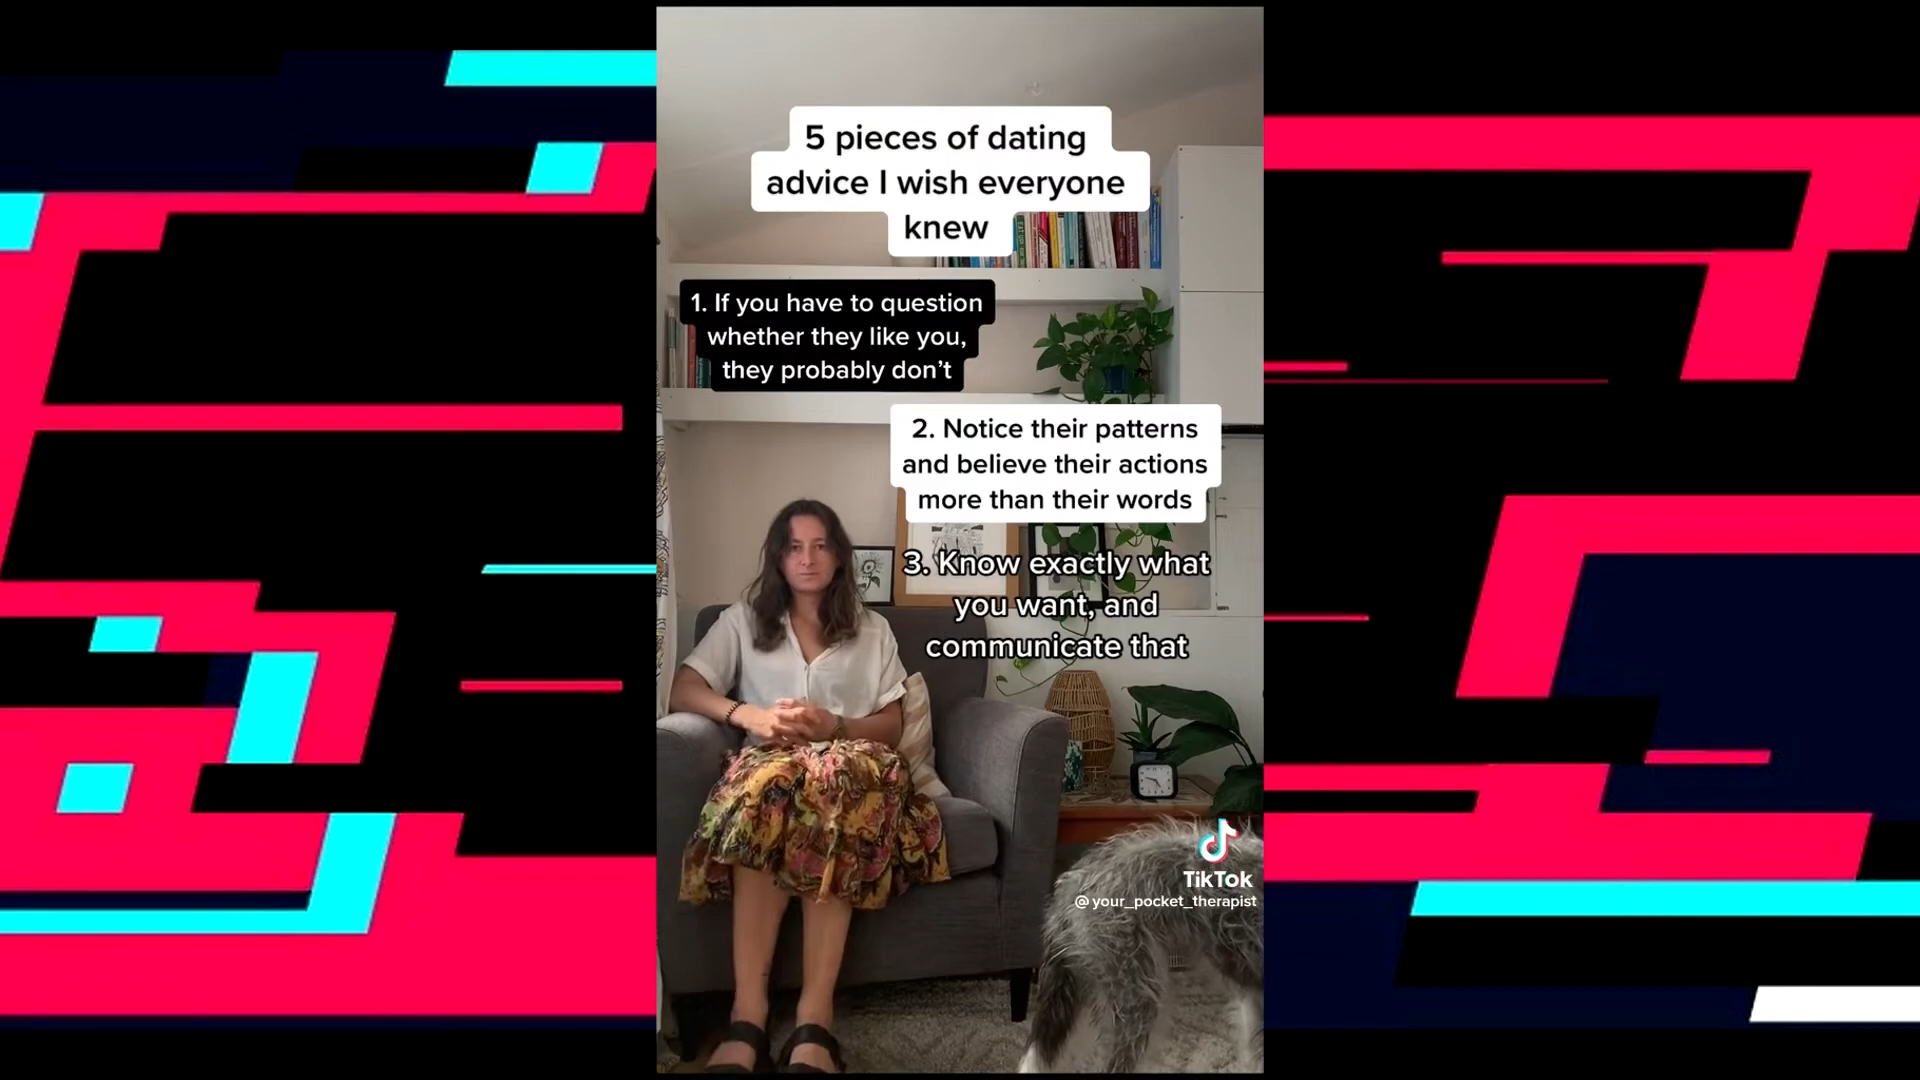 5 pieces of dating
advice I wish everyone
knew
1. If you have to question
whether they like you,
they probably don't
2. Notice their patterns
and believe their actions
more than their words
3. Know exactly what
you want, and
communicate that
TikTok
@your_pocket_therapist